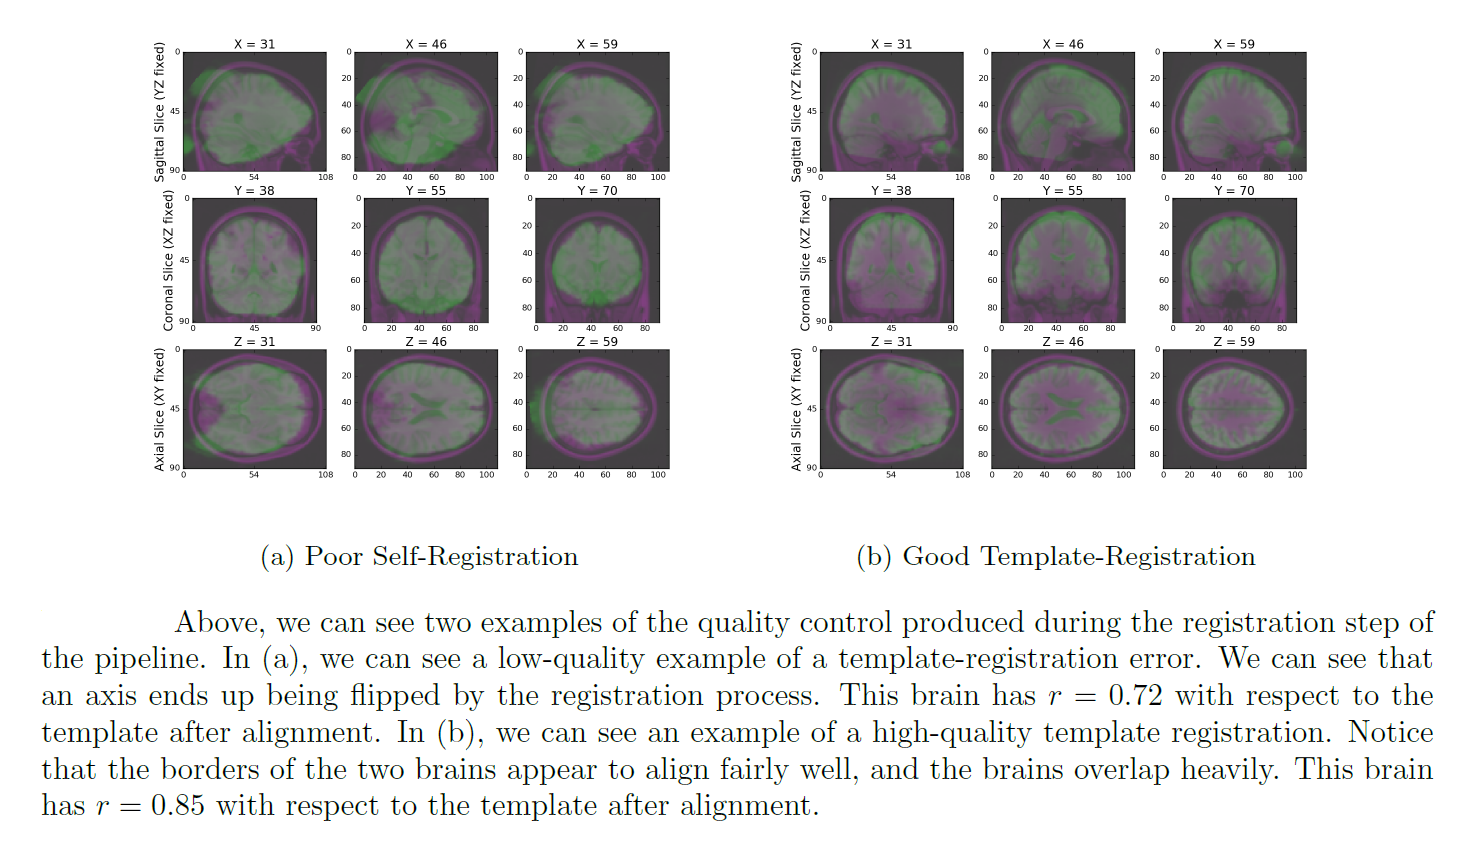 X = 31 X = 46 X = 59
Sagittal Slice (YZ fixed)
0 45 90
0 54 108
0 20 40 60 80
0 20 40 60 80 100
0 20 40 60 80
0 20 40 60 80 100
Y = 38 Y = 55 Y = 70
Coronal Slice (XZ fixed)
0 45 90
0 45 90
0 20 40 60 80
0 20 40 60 80
0 20 40 60 80
0 20 40 60 80
Z = 31 Z = 46 Z = 59
Axial Slice (XY fixed)
0 45 90
0 54 108
0 20 40 60 80
0 20 40 60 80 100
0 20 40 60 80
0 20 40 60 80 100
X = 31 X = 46 X = 59
Sagittal Slice (YZ fixed)
0 45 90
0 54 108
0 20 40 60 80
0 20 40 60 80 100
0 20 40 60 80
0 20 40 60 80 100
Y = 38 Y = 55 Y = 70
Coronal Slice (XZ fixed)
0 45 90
0 45 90
0 20 40 60 80
0 20 40 60 80
0 20 40 60 80
0 20 40 60 80
Z = 31 Z = 46 Z = 59
Axial Slice (XY fixed)
0 45 90
0 54 108
0 20 40 60 80
0 20 40 60 80 100
0 20 40 60 80
0 20 40 60 80 100
(a) Poor Self-Registration
(b) Good Template-Registration
Above, we can see two examples of the quality control produced during the registration step of
the pipeline. In (a), we can see a low-quality example of a template-registration error. We can see that
an axis ends up being flipped by the registration process. This brain has r = 0.72 with respect to the
template after alignment. In (b), we can see an example of a high-quality template registration. Notice
that the borders of the two brains appear to align fairly well, and the brains overlap heavily. This brain
has r = 0.85 with respect to the template after alignment.